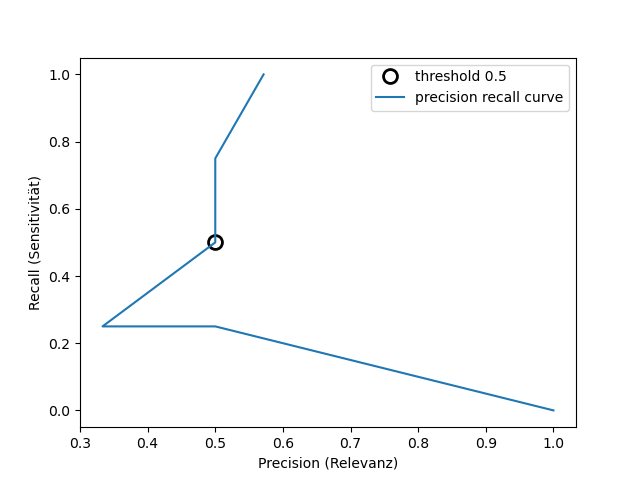 threshold 0.5
precision recall curve
1.0
0.8
0.6
0.4
0.2
0.0
Recall (Sensitivität)
0.3 0.4 0.5 0.6 0.7 0.8 0.9 1.0
Precision (Relevanz)